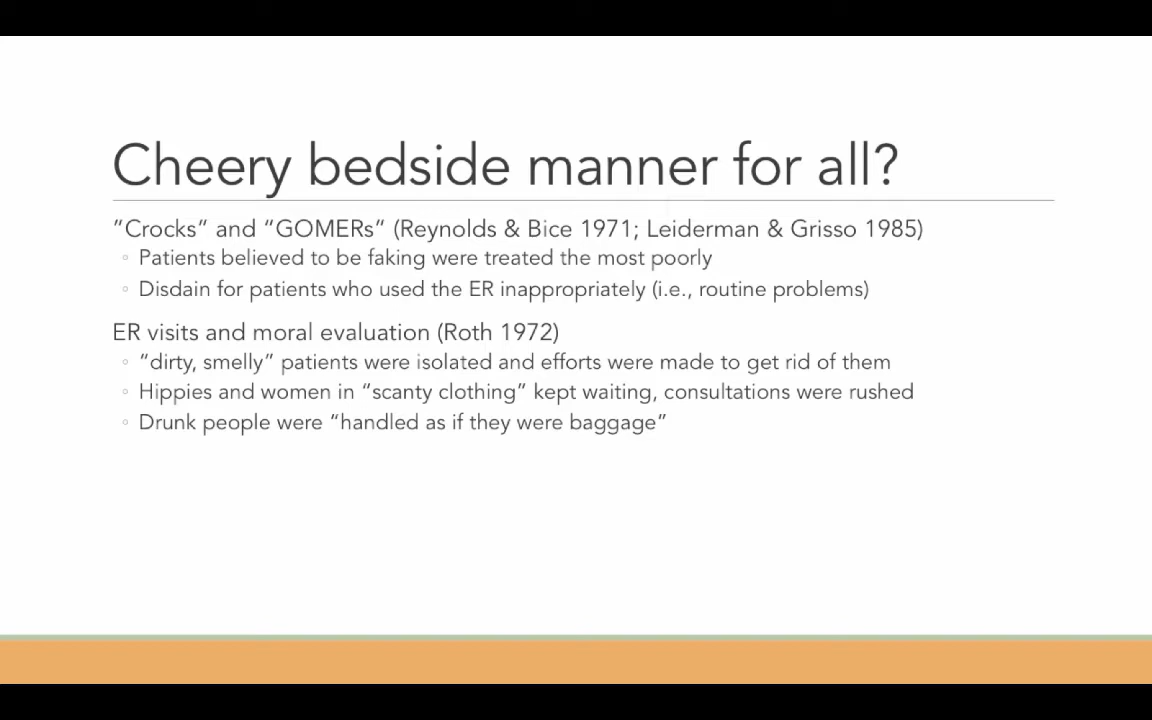 Cheery bedside manner for all?
”Crocks” and “GOMERs” (Reynolds & Bice 1971; Leiderman & Grisso 1985)
◦ Patients believed to be faking were treated the most poorly
◦ Disdain for patients who used the ER inappropriately (i.e., routine problems)
ER visits and moral evaluation (Roth 1972)
◦ “dirty, smelly” patients were isolated and efforts were made to get rid of them
◦ Hippies and women in “scanty clothing” kept waiting, consultations were rushed
◦ Drunk people were “handled as if they were baggage”